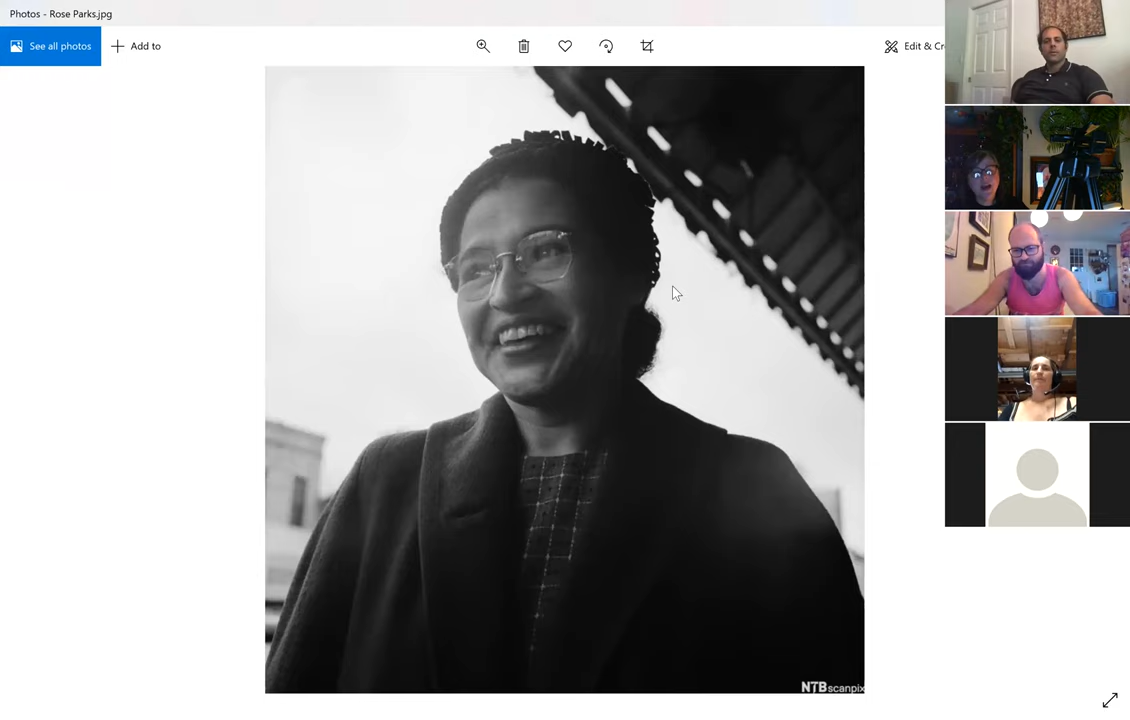 Photos - Rose Parks.jpg
See all photos
Add to
Edit & Cr
NTBscanpix